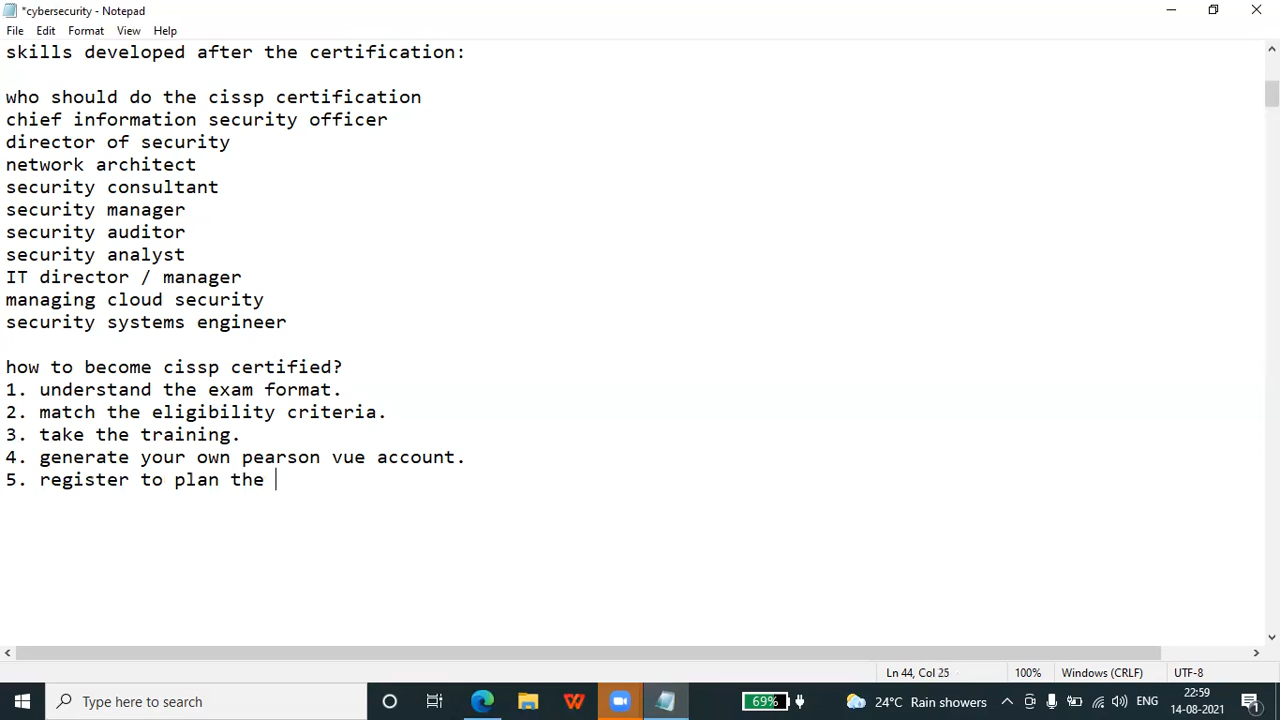 *cybersecurity - Notepad
File Edit Format View Help
skills developed after the certification:
who should do the cissp certification
chief information security officer
director of security
network architect
security consultant
security manager
security auditor
security analyst
IT director / manager
managing cloud security
security systems engineer
how to become cissp certified?
1. understand the exam format.
2. match the eligibility criteria.
3. take the training.
4. generate your own pearson vue account.
5. register to plan the
Ln 44, Col 25 100% Windows (CRLF) UTF-8
Type here to search 69% 24°C Rain showers ENG 22:59
14-08-2021 1